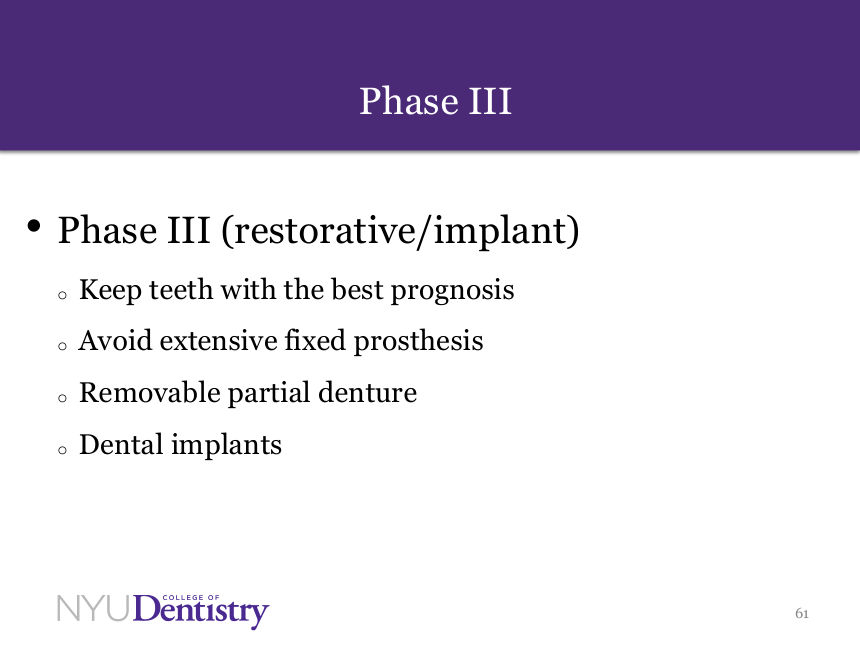 Phase III
• Phase III (restorative/implant)
○ Keep teeth with the best prognosis
○ Avoid extensive fixed prosthesis
○ Removable partial denture
○ Dental implants
COLLEGE OF
NYU Dentistry
61